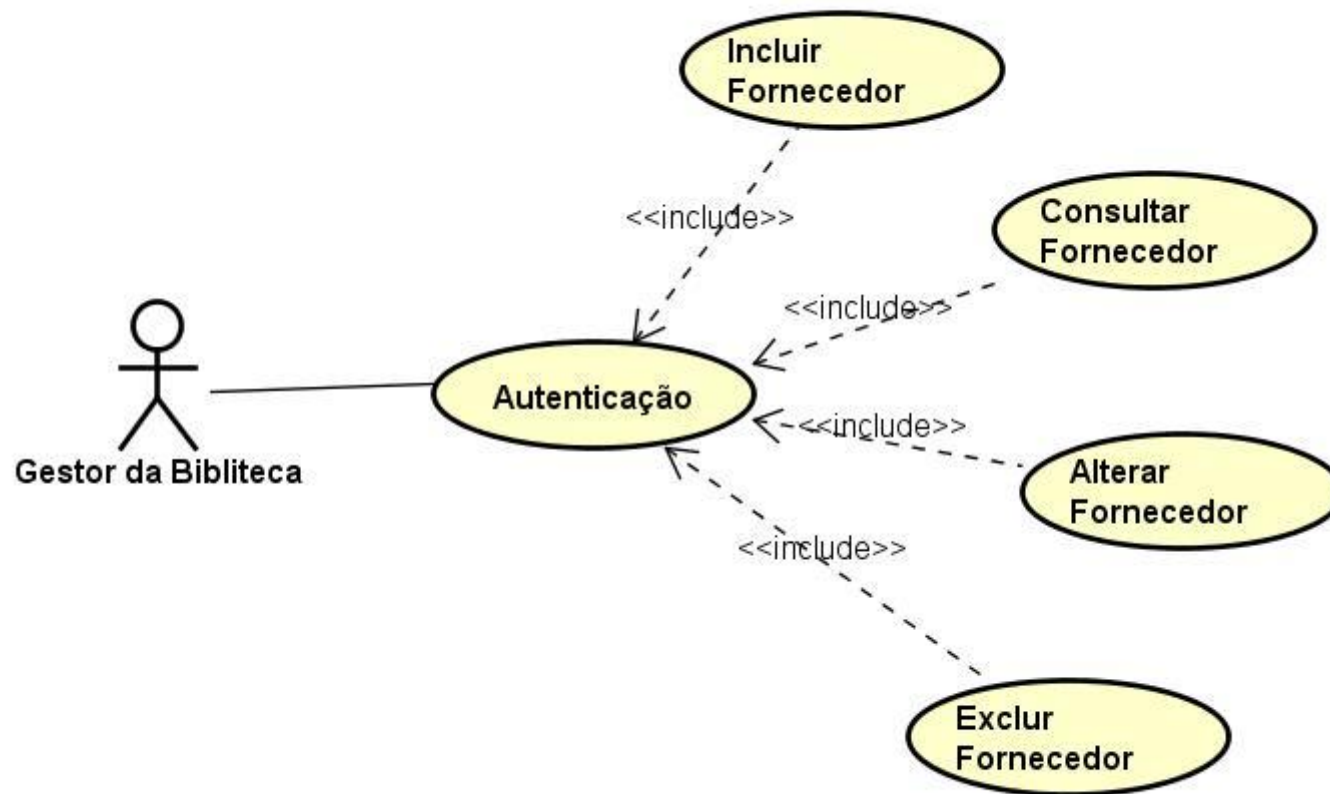 Incluir
Fornecedor
<<include>>
Consultar
Fornecedor
<<include>>
Autenticação
Gestor da Bibliteca
<<include>>
Alterar
Fornecedor
<<include>>
Exclur
Fornecedor